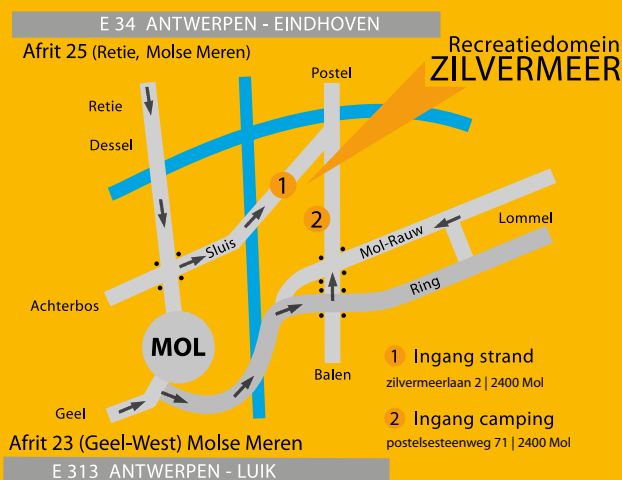 E 34 ANTWERPEN - EINDHOVEN
Afrit 25 (Retie, Molse Meren)
Recreatiedomein
ZILVERMEER
Postel
Retie
Dessel
1
2
Sluis
Mol-Rauw
Lommel
Achterbos
Ring
MOL
Balen
Geel
1 Ingang strand
zilvermeerlaan 2 | 2400 Mol
2 Ingang camping
postelsesteenweg 71 | 2400 Mol
Afrit 23 (Geel-West) Molse Meren
E 313 ANTWERPEN - LUIK